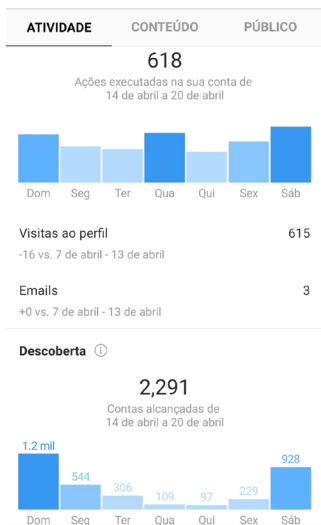 ATIVIDADE CONTEÚDO PÚBLICO
618
Ações executadas na sua conta de
14 de abril a 20 de abril
Dom Seg Ter Qua Qui Sex Sáb
Visitas ao perfil 615
-16 vs. 7 de abril - 13 de abril
Emails 3
+0 vs. 7 de abril - 13 de abril
Descoberta
2,291
Contas alcançadas de
14 de abril a 20 de abril
1.2 mil 544 306 109 97 229 928
Dom Seg Ter Qua Qui Sex Sáb